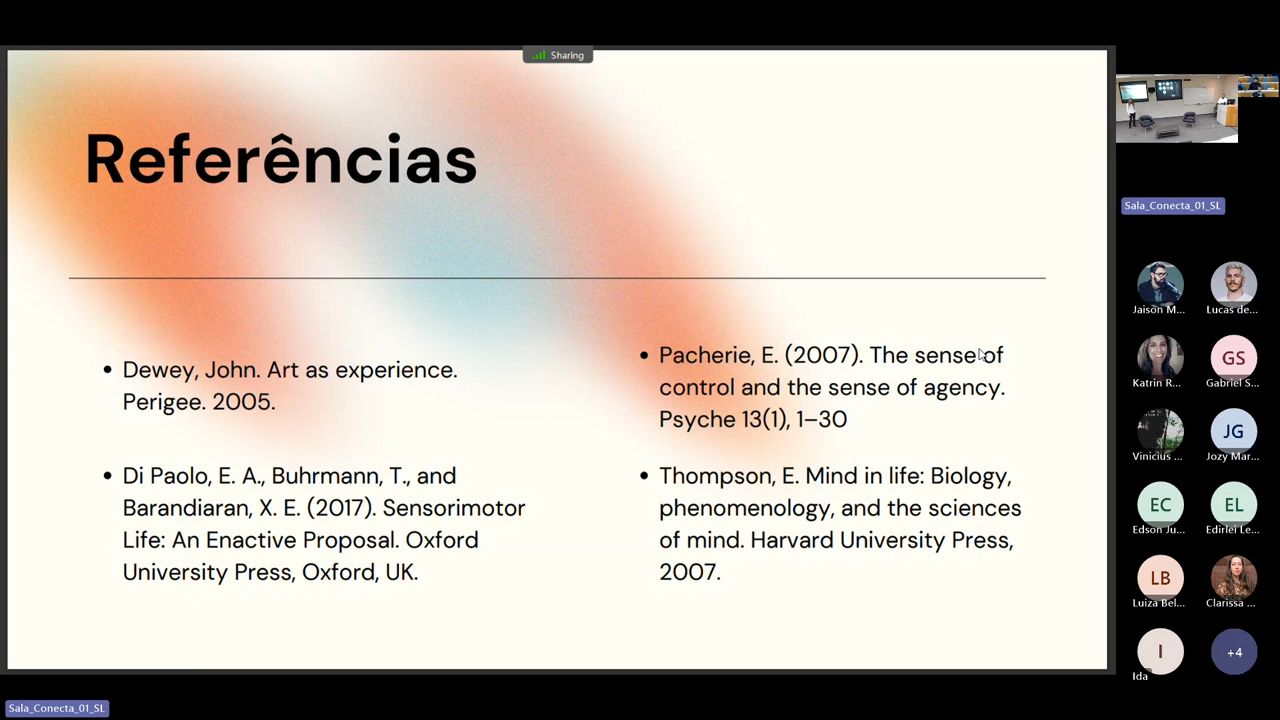 Sharing
Referências
• Dewey, John. Art as experience.
Perigee. 2005.
• Di Paolo, E. A., Buhrmann, T., and
Barandiaran, X. E. (2017). Sensorimotor
Life: An Enactive Proposal. Oxford
University Press, Oxford, UK.
• Pacherie, E. (2007). The sense of
control and the sense of agency.
Psyche 13(1), 1–30
• Thompson, E. Mind in life: Biology,
phenomenology, and the sciences
of mind. Harvard University Press,
2007.
Sala_Conecta_01_SL
Jaison M...
Lucas de...
Katrin R...
GS
Gabriel S...
Vinicius ...
JG
Jozy Mar...
EC
Edson Ju...
EL
Edirlei Le...
LB
Luiza Bel...
Clarissa ...
I
Ida
+4
Sala_Conecta_01_SL